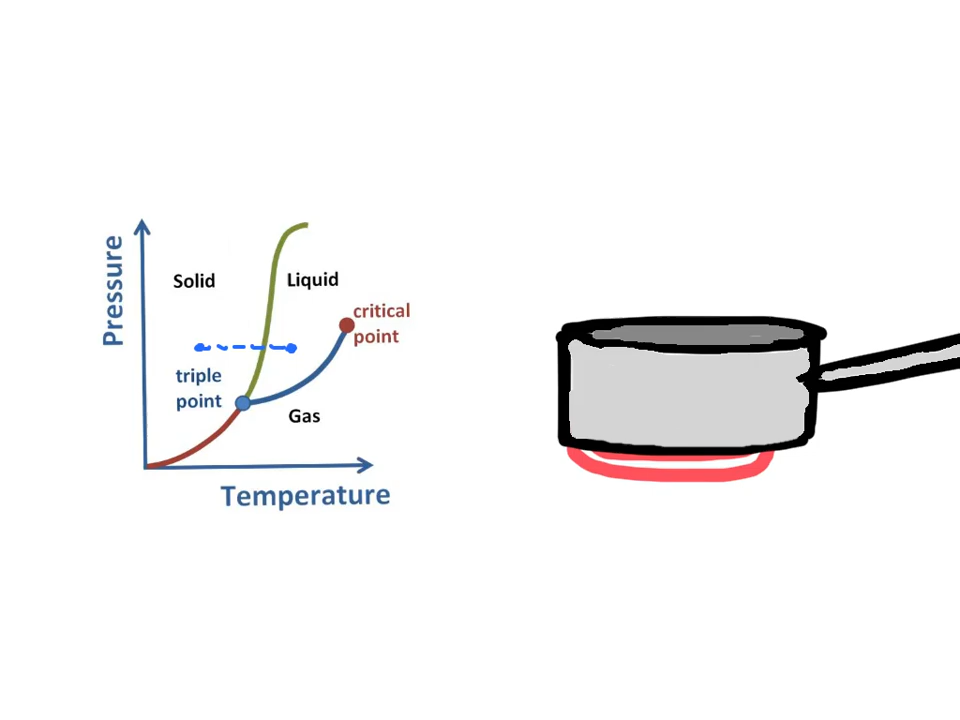 Pressure
Solid
Liquid
critical
point
triple
point
Gas
Temperature